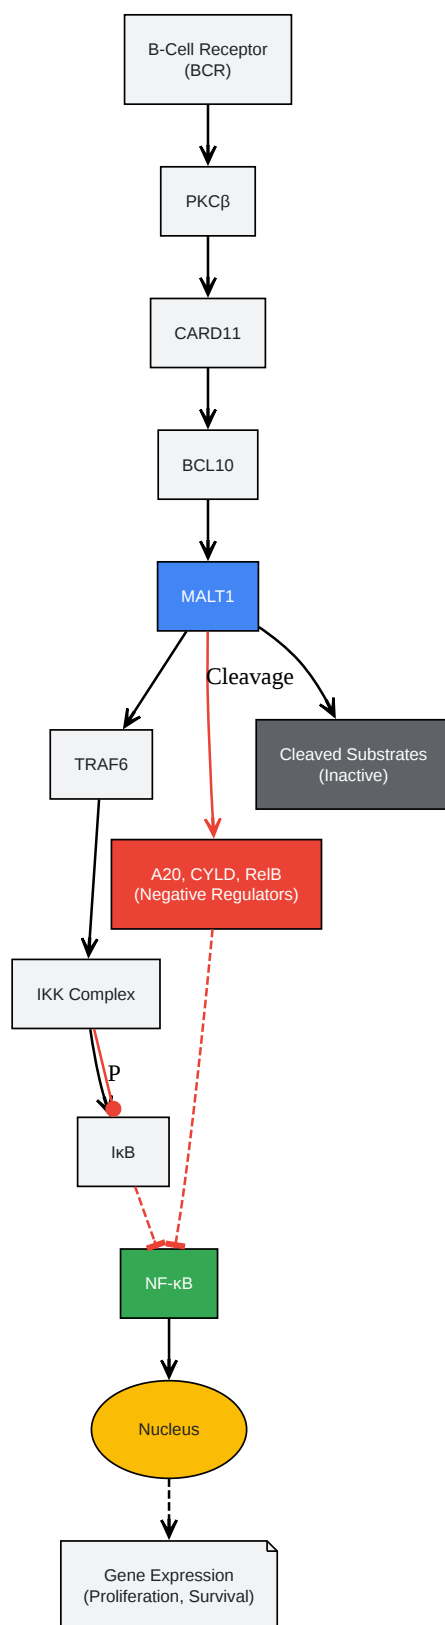 B-Cell Receptor
(BCR)
PKCβ
CARD11
BCL10
MALT1
Cleavage
Cleaved Substrates
(Inactive)
TRAF6
A20, CYLD, RelB
(Negative Regulators)
IKK Complex
P
IκB
NF-κB
Nucleus
Gene Expression
(Proliferation, Survival)